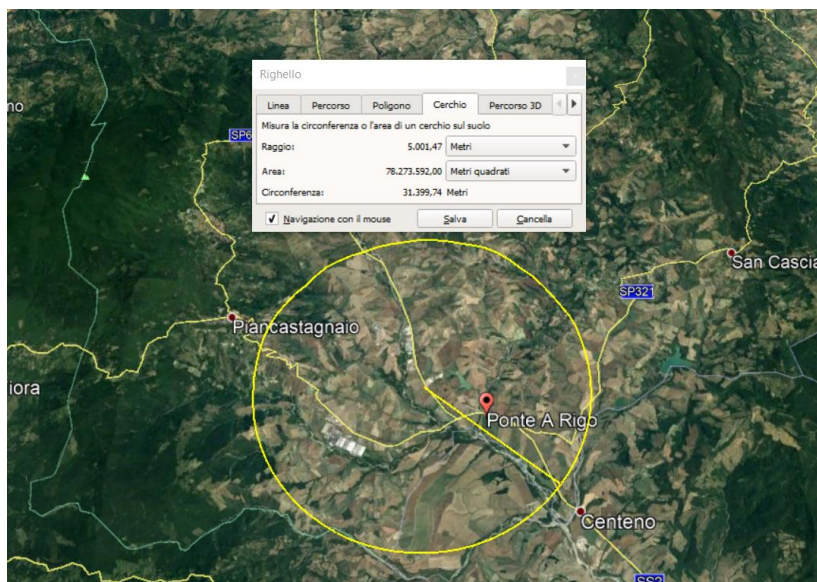 Righello
Linea Percorso Poligono Cerchio Percorso 3D
Misura la circonferenza o l'area di un cerchio sul suolo
Raggio: 5.001,47 Metri
Area: 78.273.592,00 Metri quadrati
Circonferenza: 31.399,74 Metri
Navigazione con il mouse Salva Cancella
no
SP6
San Cascia
SP321
Piancastagnaio
iora
Ponte A Rigo
Centeno
SS2